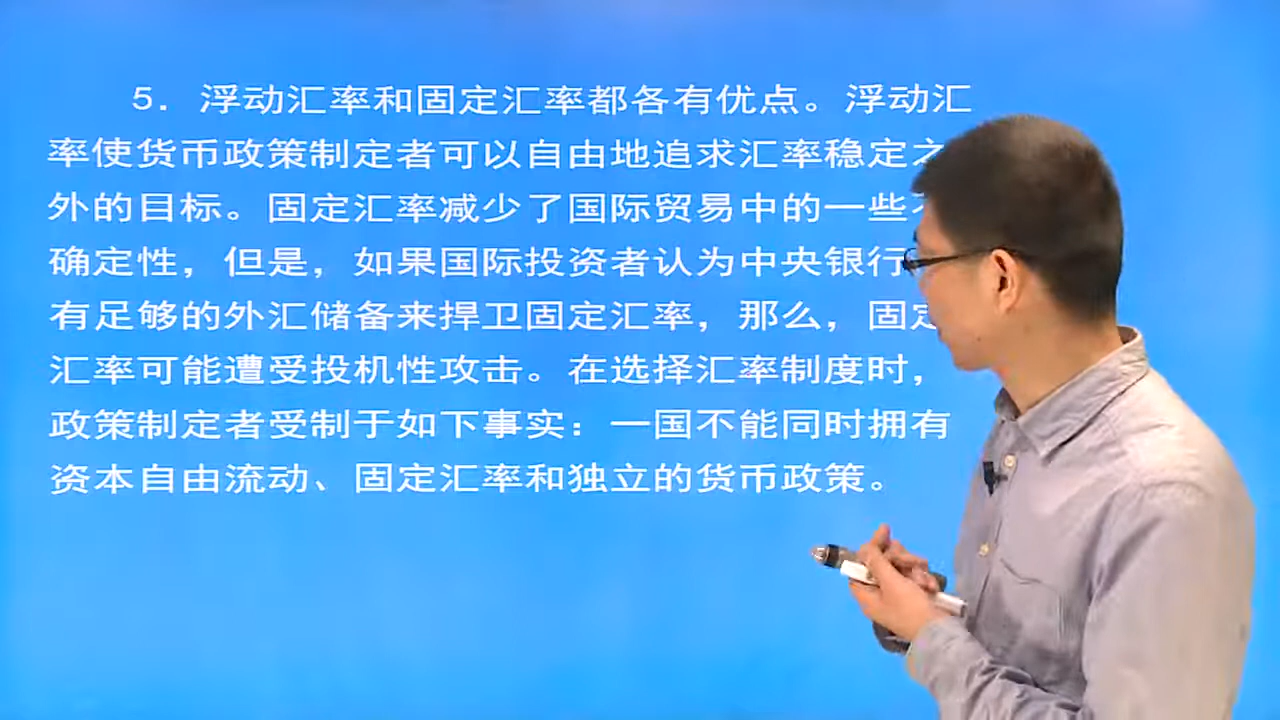 5. 浮动汇率和固定汇率都各有优点。浮动汇
率使货币政策制定者可以自由地追求汇率稳定之
外的目标。固定汇率减少了国际贸易中的一些不
确定性，但是，如果国际投资者认为中央银行
有足够的外汇储备来捍卫固定汇率，那么，固定
汇率可能遭受投机性攻击。在选择汇率制度时，
政策制定者受制于如下事实：一国不能同时拥有
资本自由流动、固定汇率和独立的货币政策。